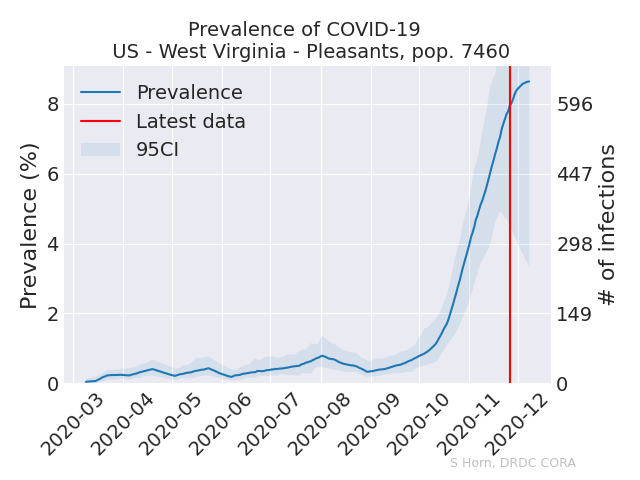 Prevalence of COVID-19
US - West Virginia - Pleasants, pop. 7460
Prevalence
Latest data
95CI
Prevalence (%)
8
6
4
2
0
596
447
298
149
0
# of infections
2020-03
2020-04
2020-05
2020-06
2020-07
2020-08
2020-09
2020-10
2020-11
2020-12
S Horn, DRDC CORA